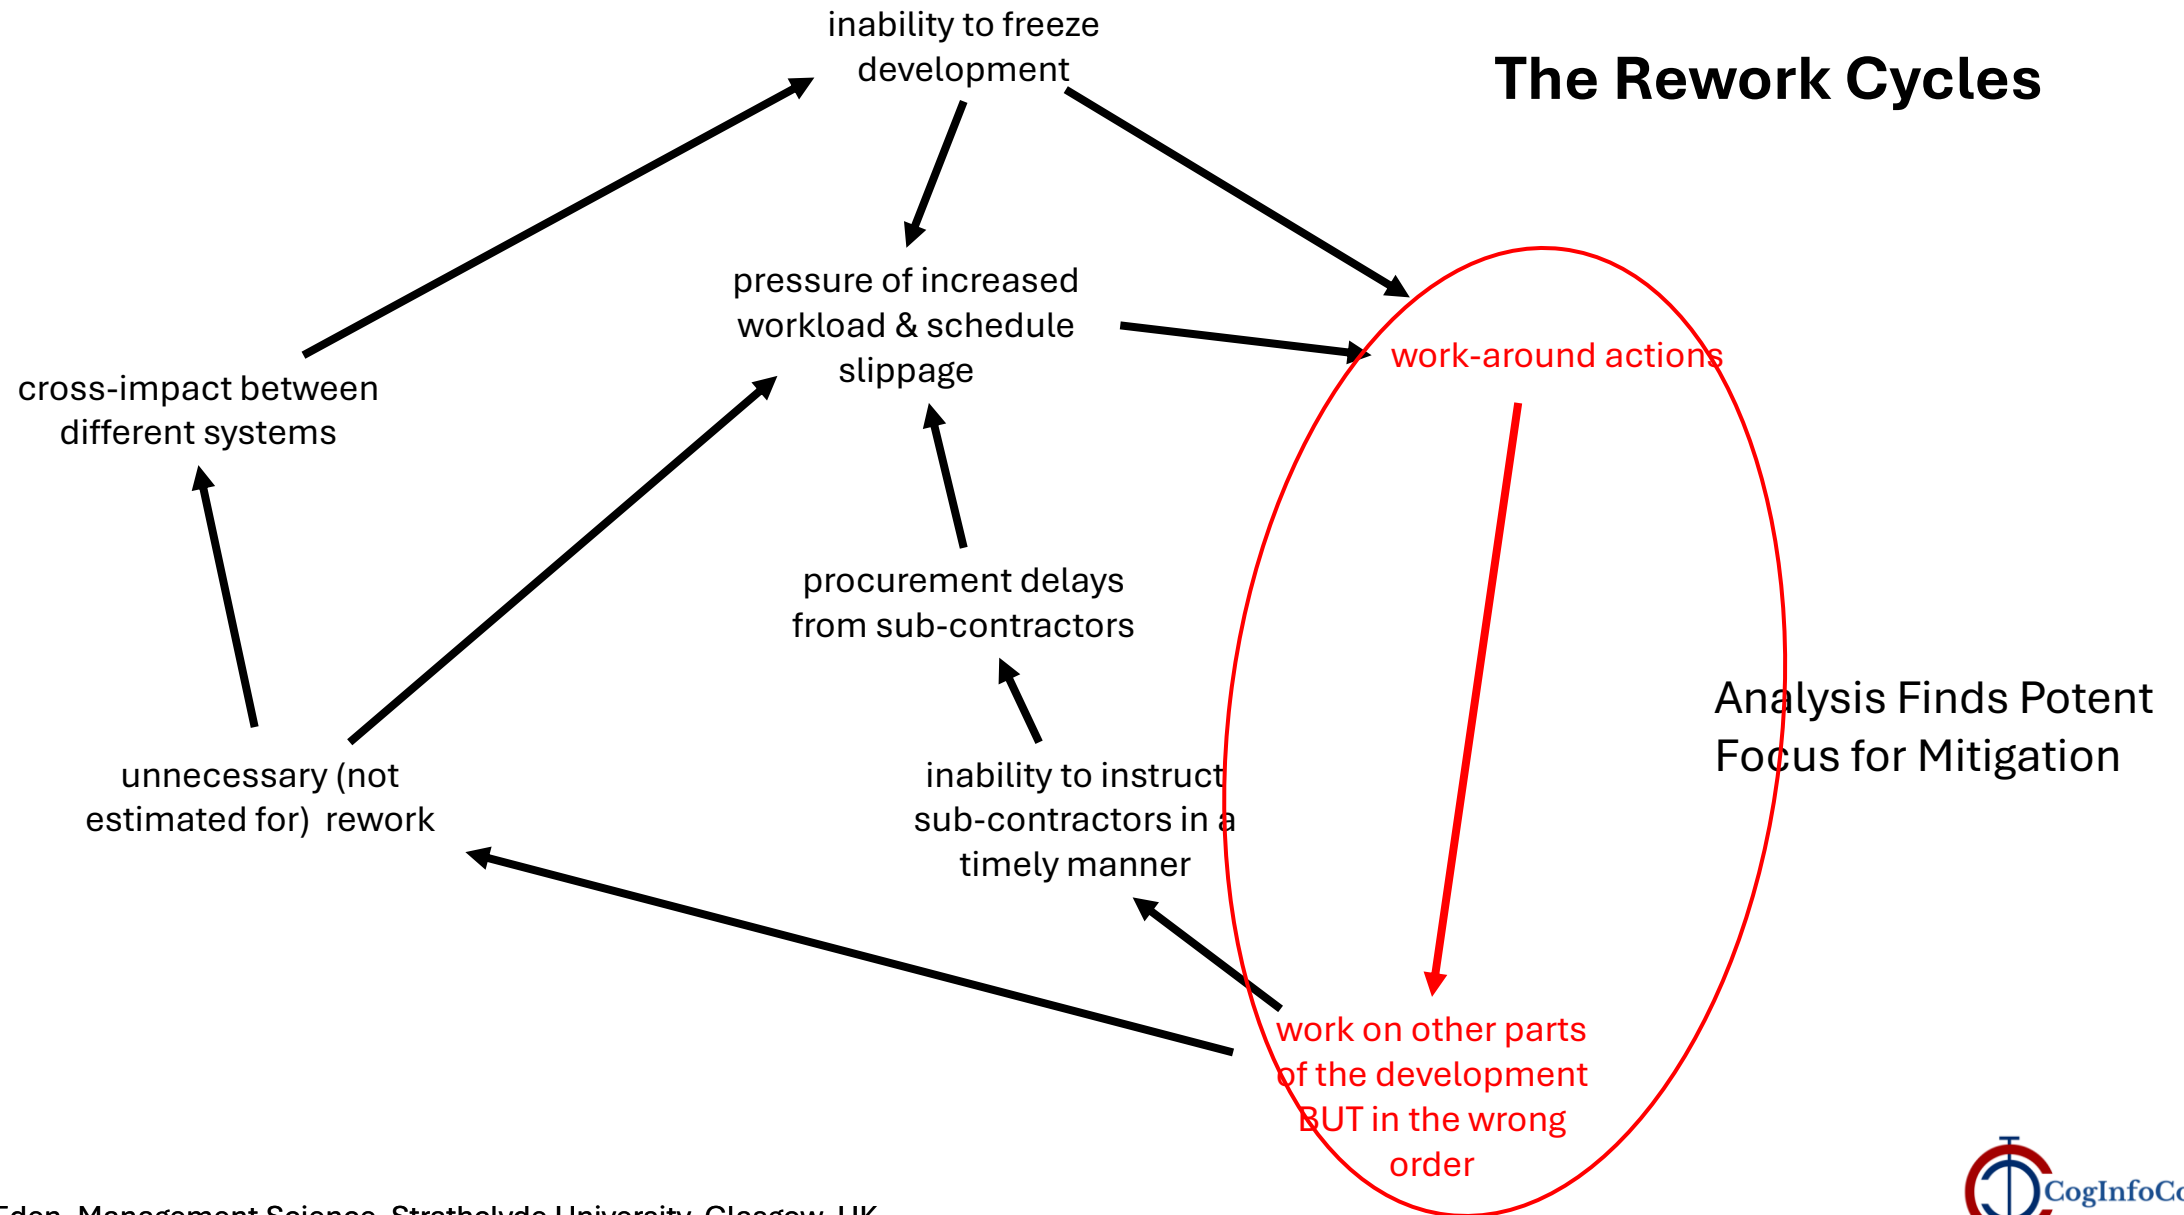 inability to freeze
development
The Rework Cycles
pressure of increased
workload & schedule
slippage
work-around actions
cross-impact between
different systems
procurement delays
from sub-contractors
Analysis Finds Potent
Focus for Mitigation
unnecessary (not
estimated for) rework
inability to instruct
sub-contractors in a
timely manner
work on other parts
of the development
BUT in the wrong
order
Eden, Management Science, Strathclyde University, Glasgow, UK
CogInfoCo